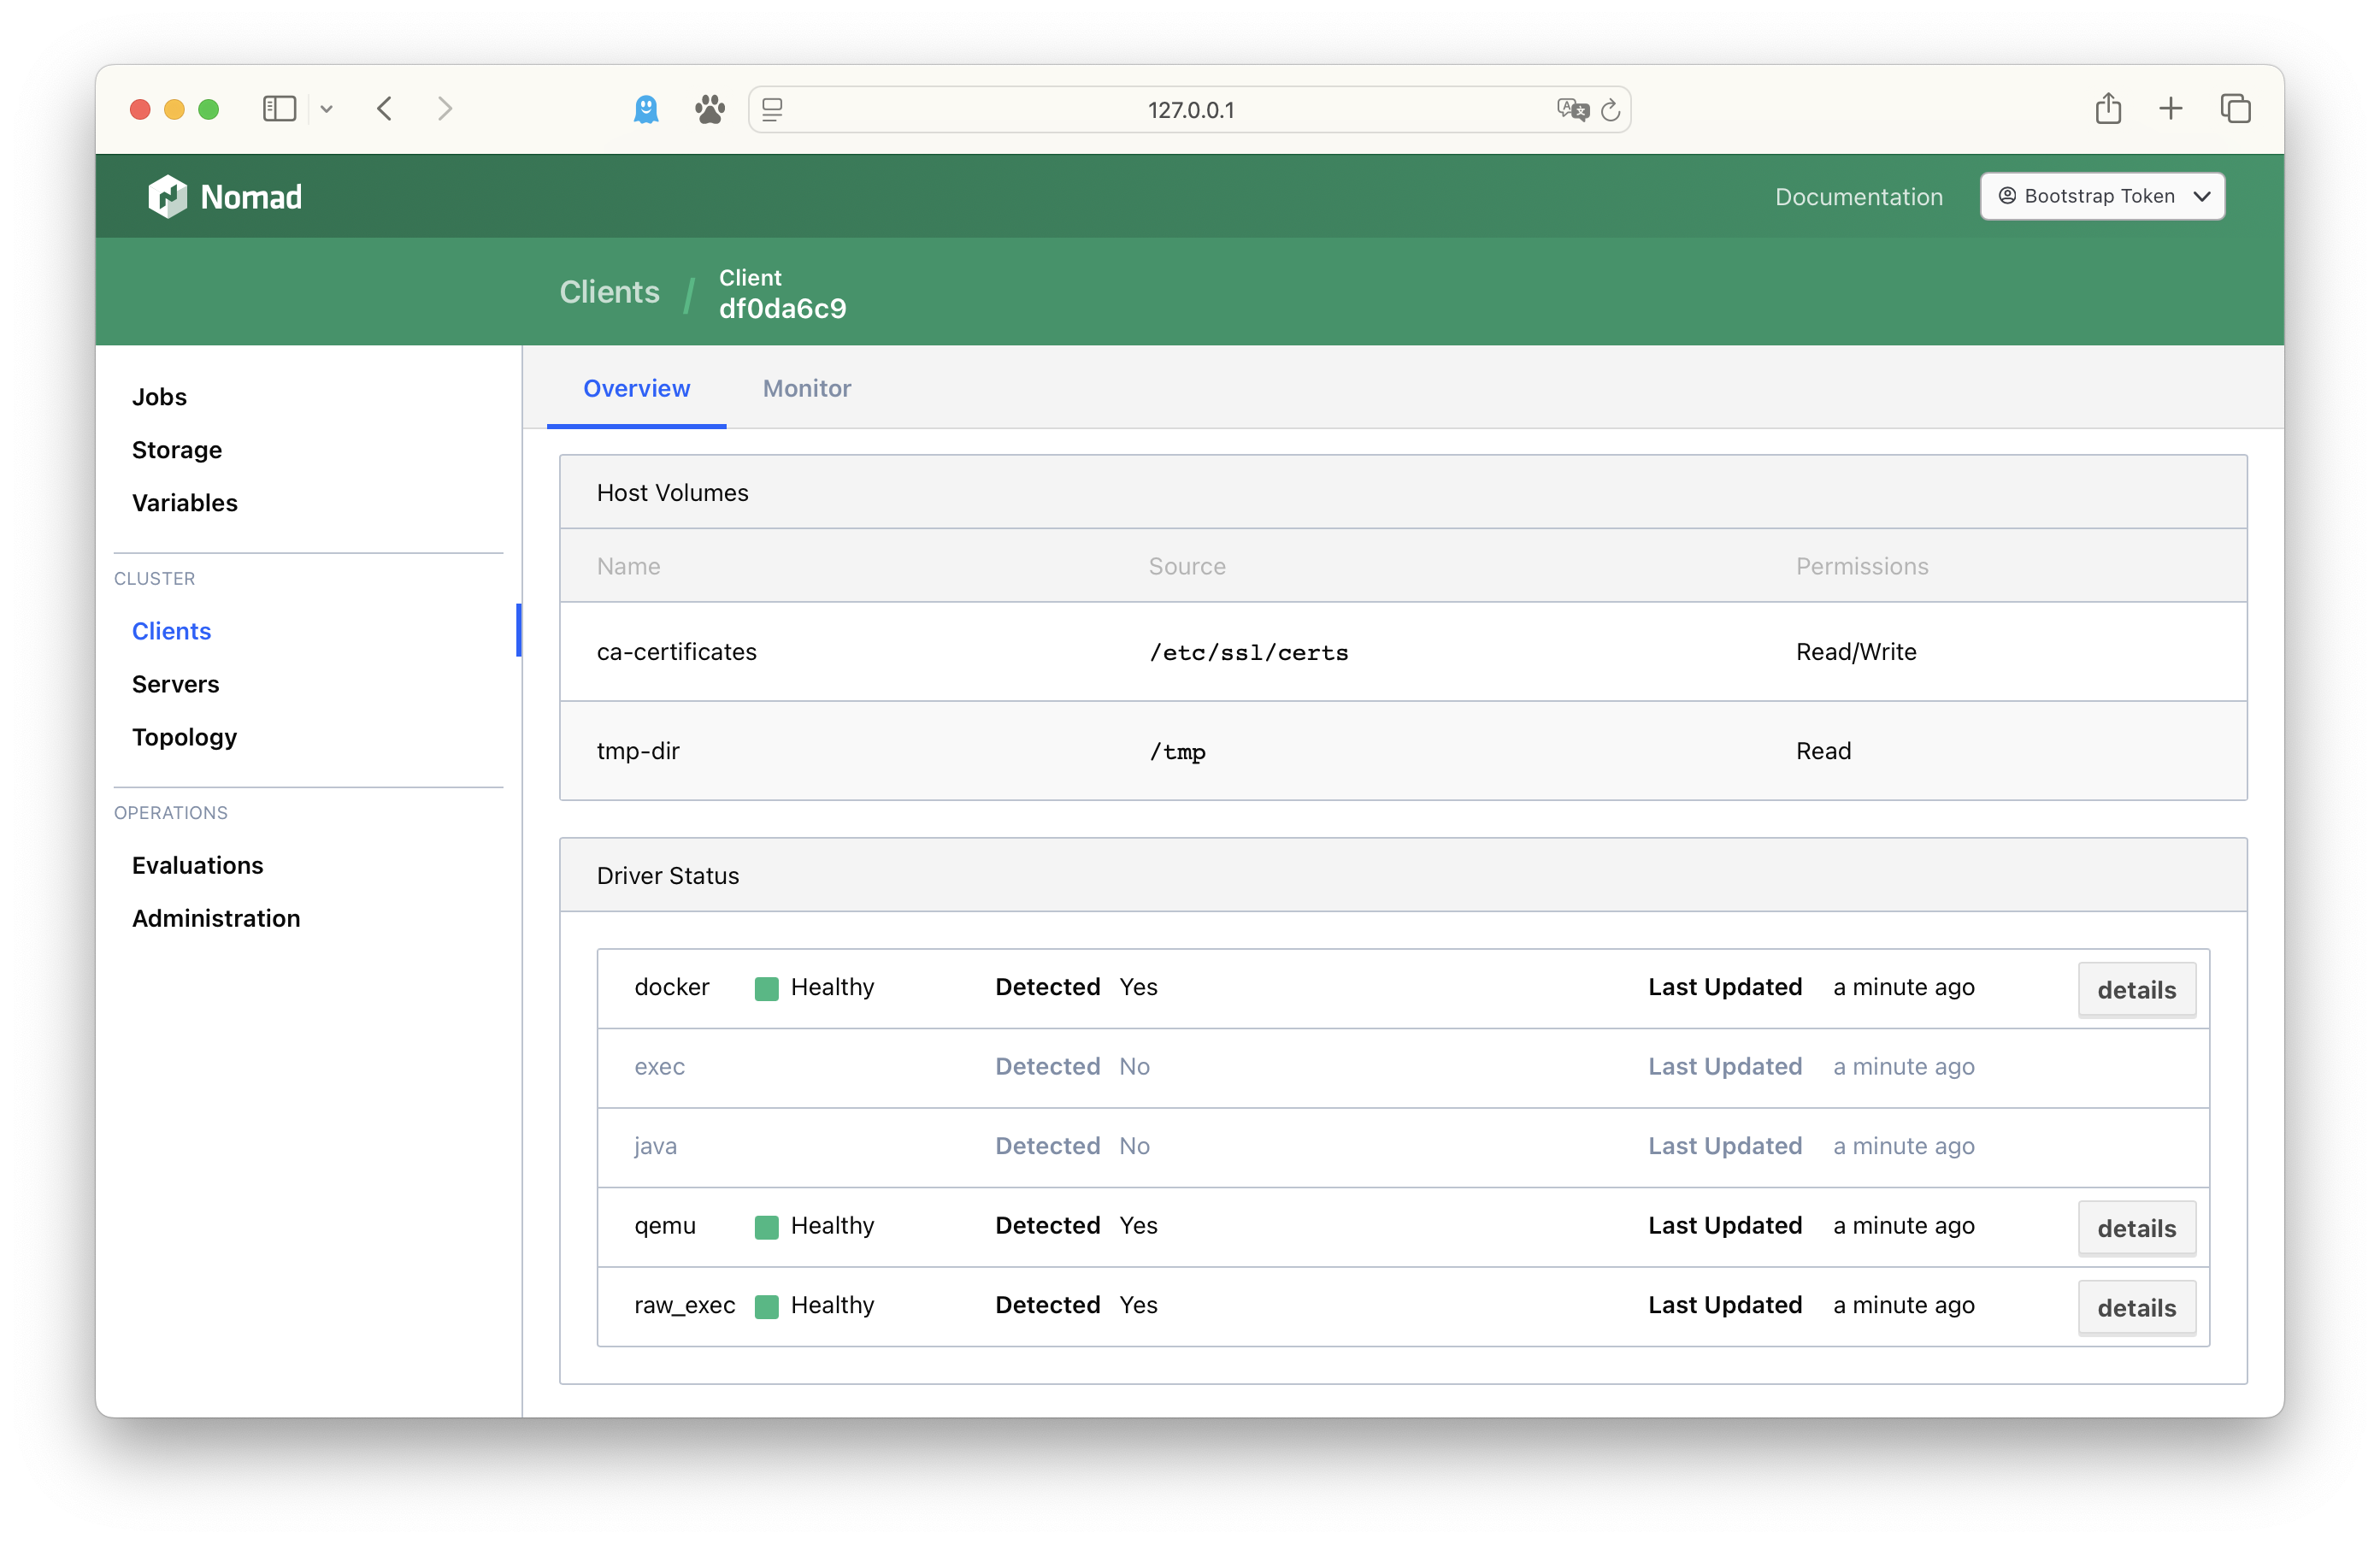 127.0.0.1
Nomad
Documentation
Bootstrap Token
Clients / Client
df0da6c9
Jobs
Storage
Variables
CLUSTER
Clients
Servers
Topology
OPERATIONS
Evaluations
Administration
Overview Monitor
Host Volumes
Name Source Permissions
ca-certificates /etc/ssl/certs Read/Write
tmp-dir /tmp Read
Driver Status
docker Healthy Detected Yes Last Updated a minute ago details
exec Detected No Last Updated a minute ago
java Detected No Last Updated a minute ago
qemu Healthy Detected Yes Last Updated a minute ago details
raw_exec Healthy Detected Yes Last Updated a minute ago details